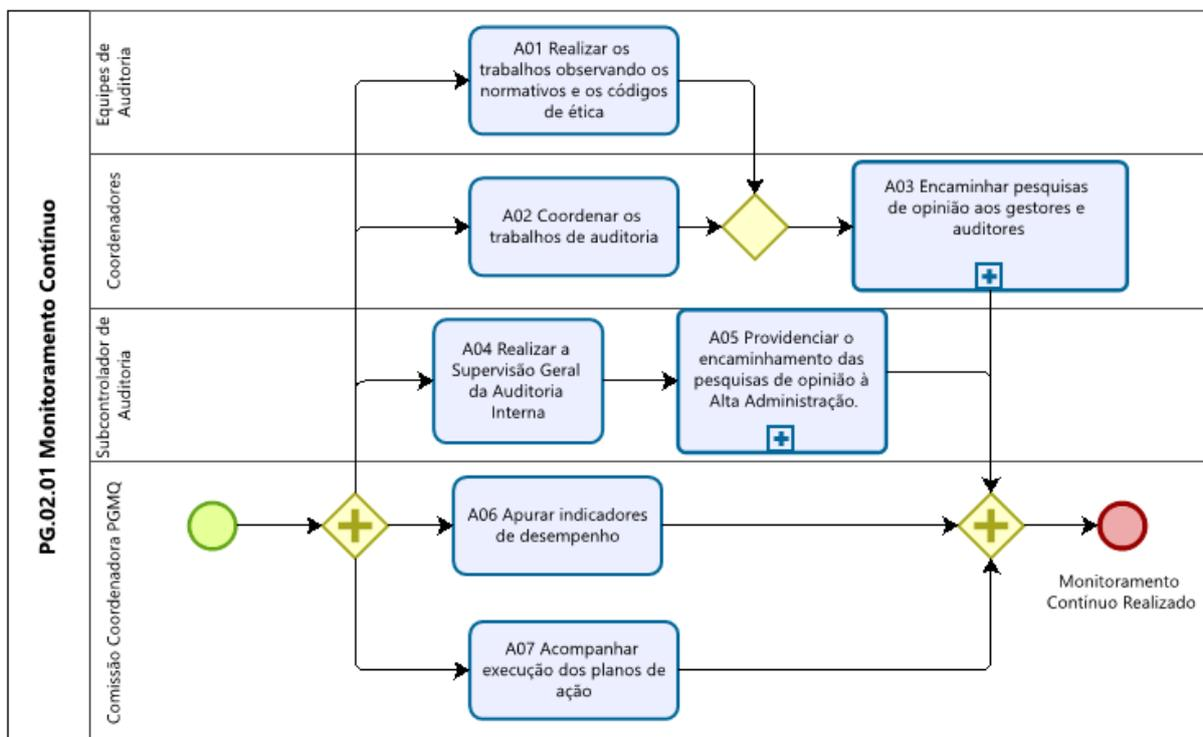 PG.02.01 Monitoramento Contínuo
Equipes de
Auditoria
A01 Realizar os
trabalhos observando os
normativos e os códigos
de ética
Coordenadores
A02 Coordenar os
trabalhos de auditoria
A03 Encaminhar pesquisas
de opinião aos gestores e
auditores
Subcontrolador de
Auditoria
A04 Realizar a
Supervisão Geral
da Auditoria
Interna
A05 Providenciar o
encaminhamento das
pesquisas de opinião à
Alta Administração.
Comissão Coordenadora PGMQ
A06 Apurar indicadores
de desempenho
A07 Acompanhar
execução dos planos de
ação
Monitoramento
Contínuo Realizado